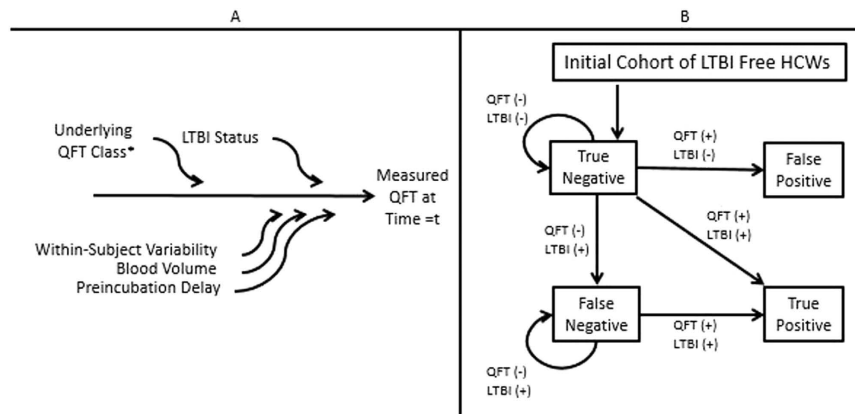 A
Underlying
QFT Class*
LTBI Status
Measured
QFT at
Time =t
Within-Subject Variability
Blood Volume
Preincubation Delay
B
Initial Cohort of LTBI Free HCWs
QFT (-)
LTBI (-)
True
Negative
QFT (+)
LTBI (-)
False
Positive
QFT (-)
LTBI (+)
QFT (+)
LTBI (+)
False
Negative
QFT (+)
LTBI (+)
True
Positive
QFT (-)
LTBI (+)